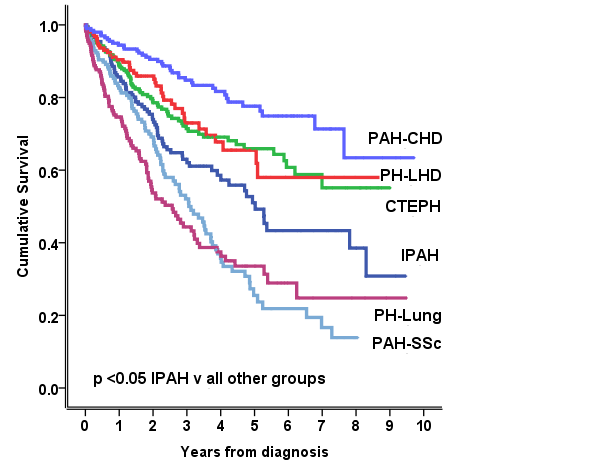 1.0
0.8
0.6
0.4
0.2
0.0
Cumulative Survival
PAH-CHD
PH-LHD
CTEPH
IPAH
PH-Lung
PAH-SSc
p <0.05 IPAH v all other groups
0 1 2 3 4 5 6 7 8 9 10
Years from diagnosis